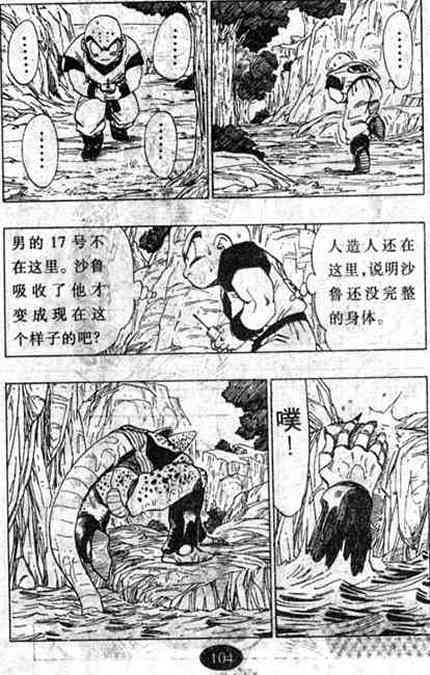 ……
……
……
……
……
……
人造人还在
这里,说明沙
鲁还没完整
的身体。
男的17号不
在这里。沙鲁
吸收了他才
变成现在这
个样子的吧?
噗!
104